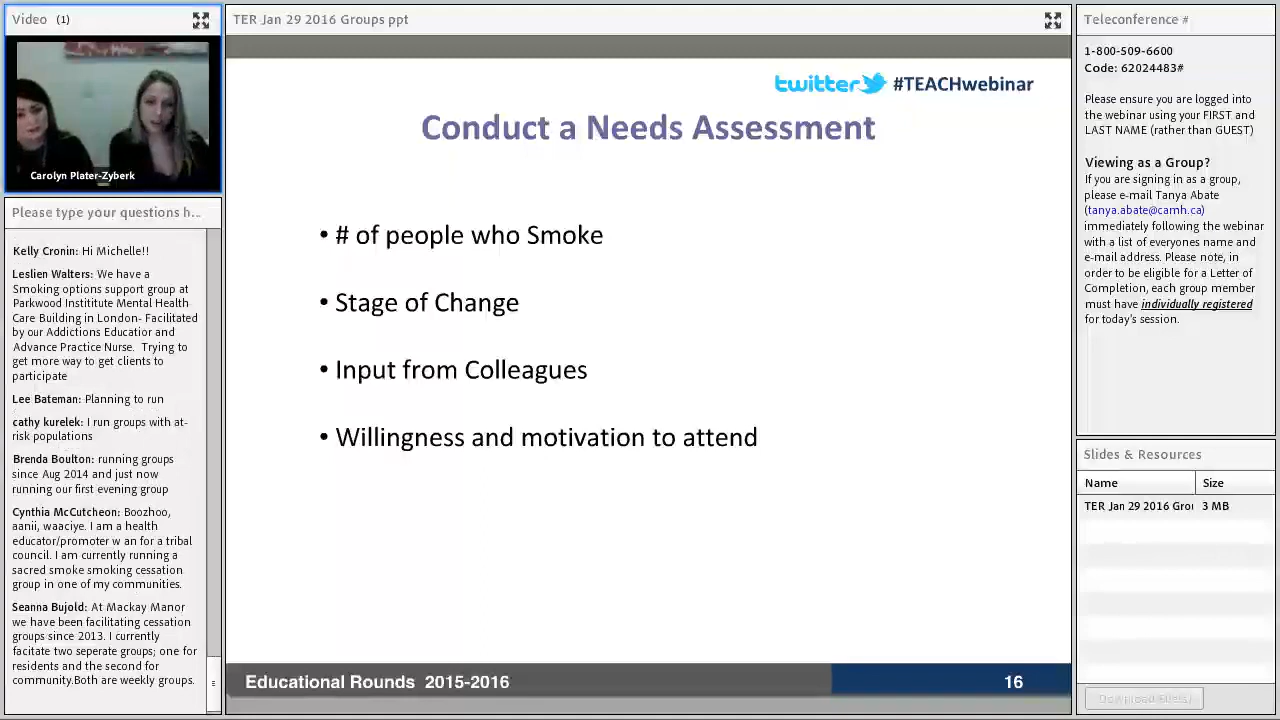 Video (1)
Carolyn Plater-Zyberk
Please type your questions h...
Kelly Cronin: Hi Michelle!!
Leslien Walters: We have a
Smoking options support group at
Parkwood Instititute Mental Health
Care Building in London- Facilitated
by our Addictions Educatior and
Advance Practice Nurse. Trying to
get more way to get clients to
participate
Lee Bateman: Planning to run
cathy kurelek: I run groups with at-
risk populations
Brenda Boulton: running groups
since Aug 2014 and just now
running our first evening group
Cynthia McCutcheon: Boozhoo,
aanii, waaciye. I am a health
educator/promoter w an for a tribal
council. I am currently running a
sacred smoke smoking cessation
group in one of my communities.
Seanna Bujold: At Mackay Manor
we have been facilitating cessation
groups since 2013. I currently
facitate two seperate groups; one for
residents and the second for
community.Both are weekly groups.
TER Jan 29 2016 Groups ppt
twitter #TEACHwebinar
Conduct a Needs Assessment
• # of people who Smoke
• Stage of Change
• Input from Colleagues
• Willingness and motivation to attend
Educational Rounds 2015-2016
16
Teleconference #
1-800-509-6600
Code: 62024483#
Please ensure you are logged into
the webinar using your FIRST and
LAST NAME (rather than GUEST)
Viewing as a Group?
If you are signing in as a group,
please e-mail Tanya Abate
(tanya.abate@camh.ca)
immediately following the webinar
with a list of everyones name and
e-mail address. Please note, in
order to be eligible for a Letter of
Completion, each group member
must have individually registered
for today's session.
Slides & Resources
Name Size
TER Jan 29 2016 Grou 3 MB
Download File(s)